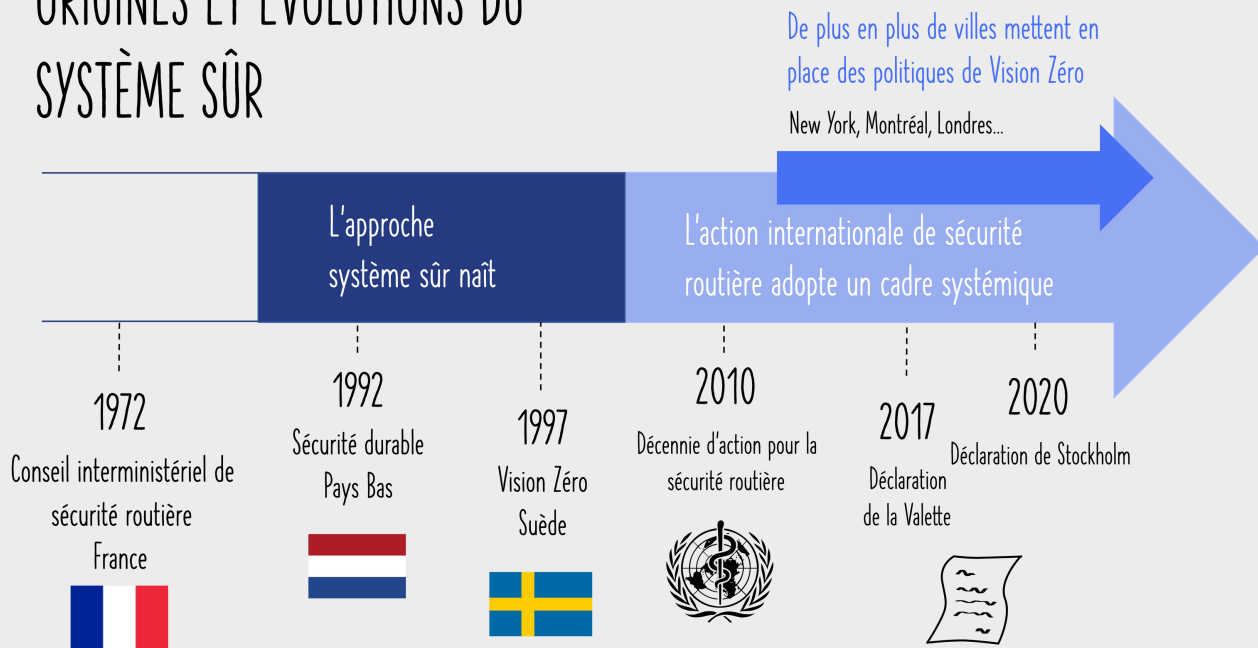 ORIGINES ET ÉVOLUTIONS DU
SYSTÈME SÛR
De plus en plus de villes mettent en
place des politiques de Vision Zéro
New York, Montréal, Londres...
L'approche
système sûr naît
L'action internationale de sécurité
routière adopte un cadre systémique
1972
Conseil interministériel de
sécurité routière
France
1992
Sécurité durable
Pays Bas
1997
Vision Zéro
Suède
2010
Décennie d'action pour la
sécurité routière
2017
Déclaration
de la Valette
2020
Déclaration de Stockholm